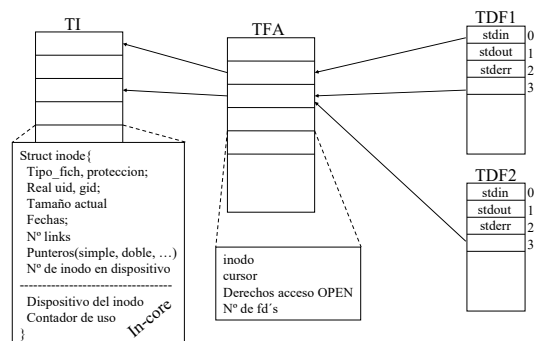 TI
TFA
TDF1
stdin 0
stdout 1
stderr 2
3
Struct inode{
Tipo_fich, proteccion;
Real uid, gid;
Tamaño actual
Fechas;
Nº links
Punteros(simple, doble, …)
Nº de inodo en dispositivo
Dispositivo del inodo
Contador de uso
}
In-core
inodo
cursor
Derechos acceso OPEN
Nº de fd´s
TDF2
stdin 0
stdout 1
stderr 2
3